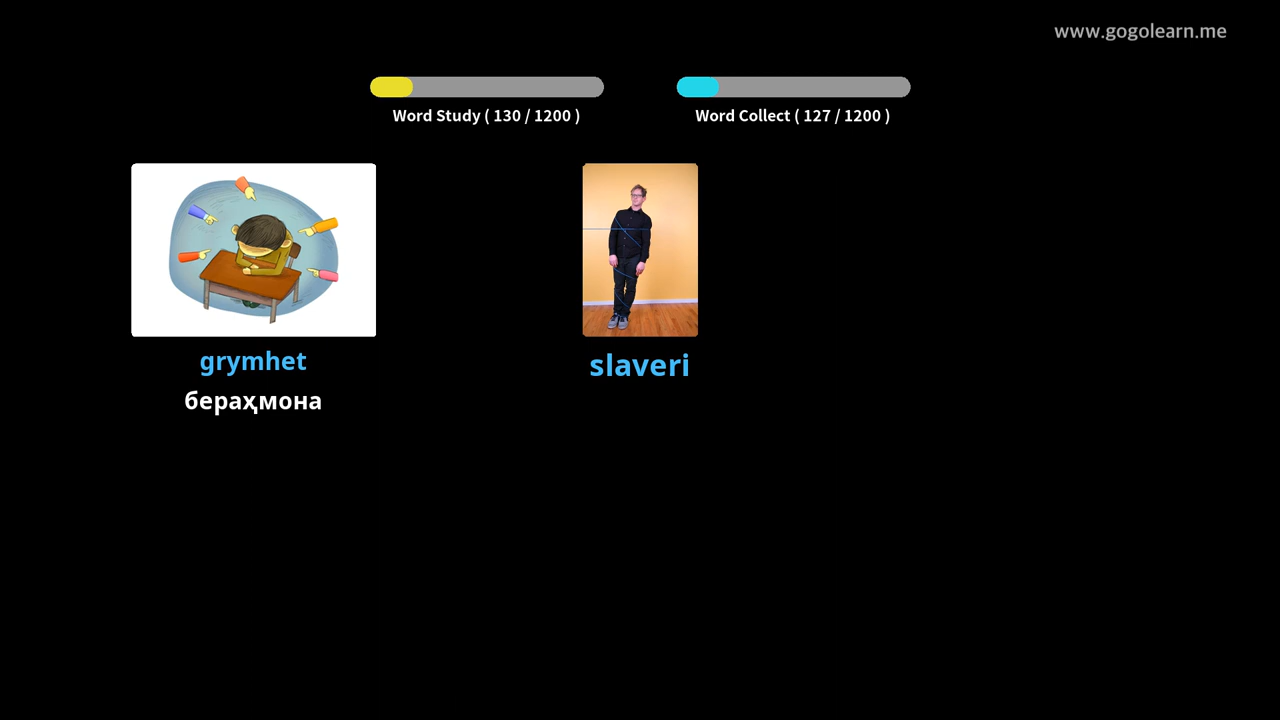 www.gogolearn.me
Word Study ( 130 / 1200 )
Word Collect ( 127 / 1200 )
grymhet
бераҳмона
slaveri